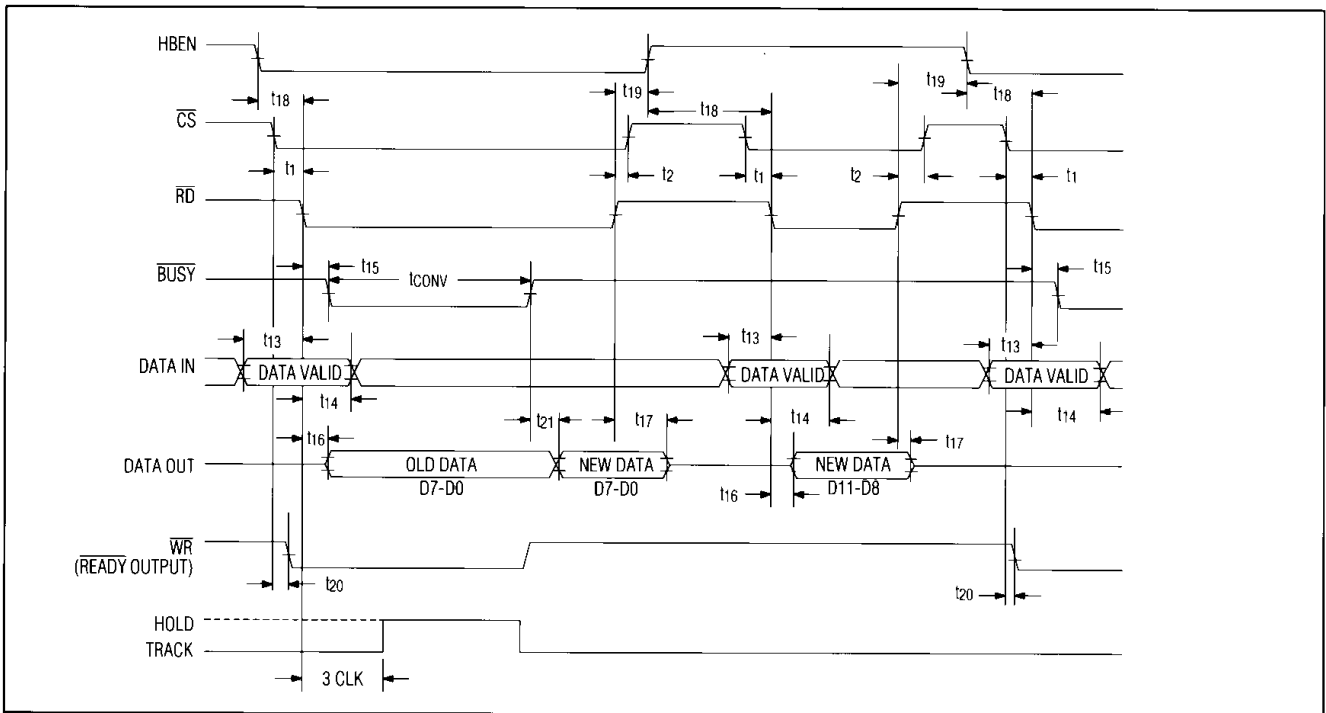 HBEN
t19
t19
t18
t18
t18
CS
t1
t2
t1
t2
t1
RD
t15
tCONV
t15
BUSY
t13
t13
t13
DATA IN
DATA VALID
DATA VALID
DATA VALID
t14
t14
t14
t16
t21
t17
t17
DATA OUT
OLD DATA
NEW DATA
NEW DATA
D7-D0
D7-D0
D11-D8
t16
WR
(READY OUTPUT)
t20
t20
HOLD
TRACK
3 CLK